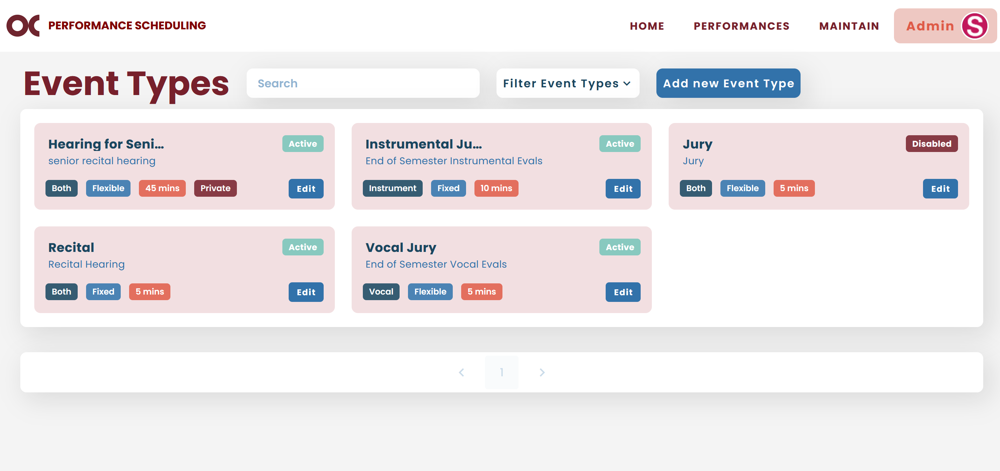 OC PERFORMANCE SCHEDULING
HOME PERFORMANCES MAINTAIN Admin S
Event Types Search Filter Event Types Add new Event Type
Hearing for Seni... Active
senior recital hearing
Both Flexible 45 mins Private Edit
Instrumental Ju... Active
End of Semester Instrumental Evals
Instrument Fixed 10 mins Edit
Jury Disabled
Jury
Both Flexible 5 mins Edit
Recital Active
Recital Hearing
Both Fixed 5 mins Edit
Vocal Jury Active
End of Semester Vocal Evals
Vocal Flexible 5 mins Edit
1